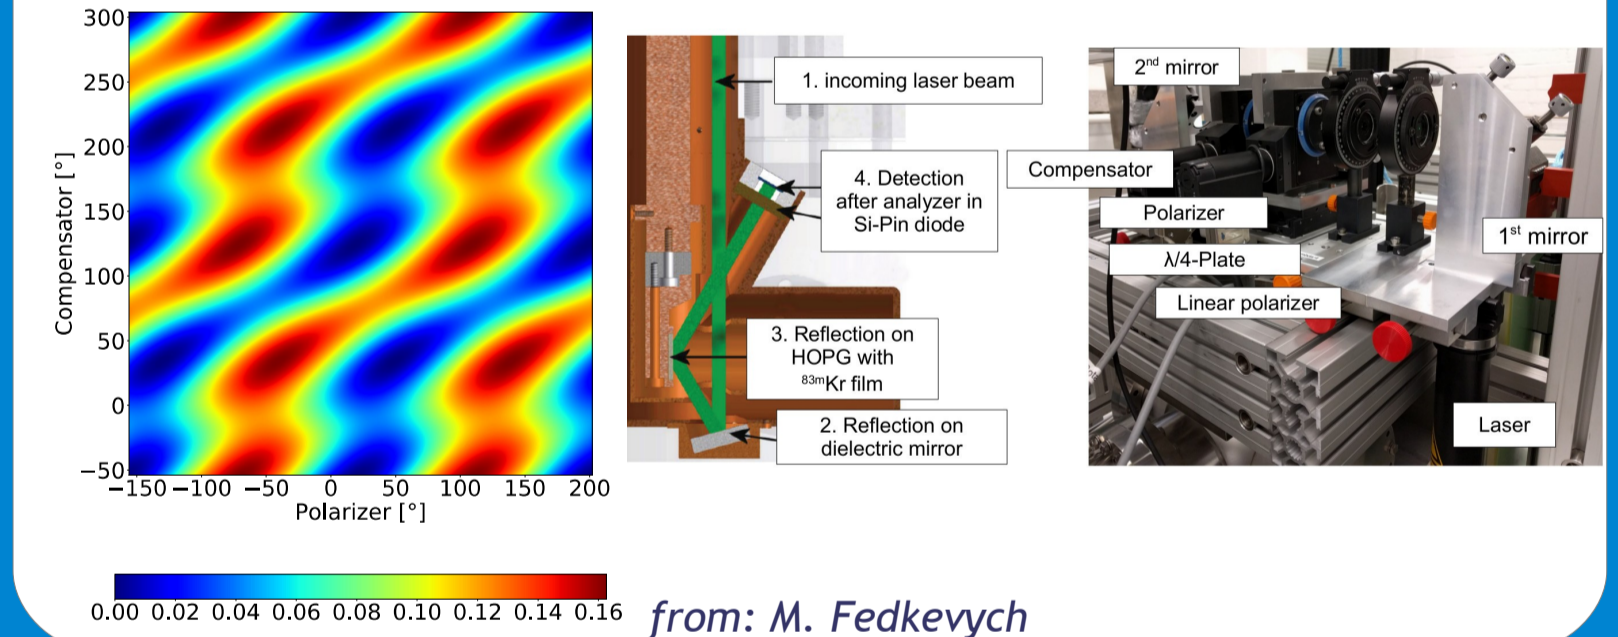 300
250
200
150
100
50
0
−50
Compensator [°]
−150 −100 −50 0 50 100 150 200
Polarizer [°]
0.00 0.02 0.04 0.06 0.08 0.10 0.12 0.14 0.16
1. incoming laser beam
4. Detection
after analyzer in
Si-Pin diode
3. Reflection on
HOPG with
⁸³ᵐKr film
2. Reflection on
dielectric mirror
2ⁿᵈ mirror
Compensator
Polarizer
λ/4-Plate
Linear polarizer
1ˢᵗ mirror
Laser
from: M. Fedkevych